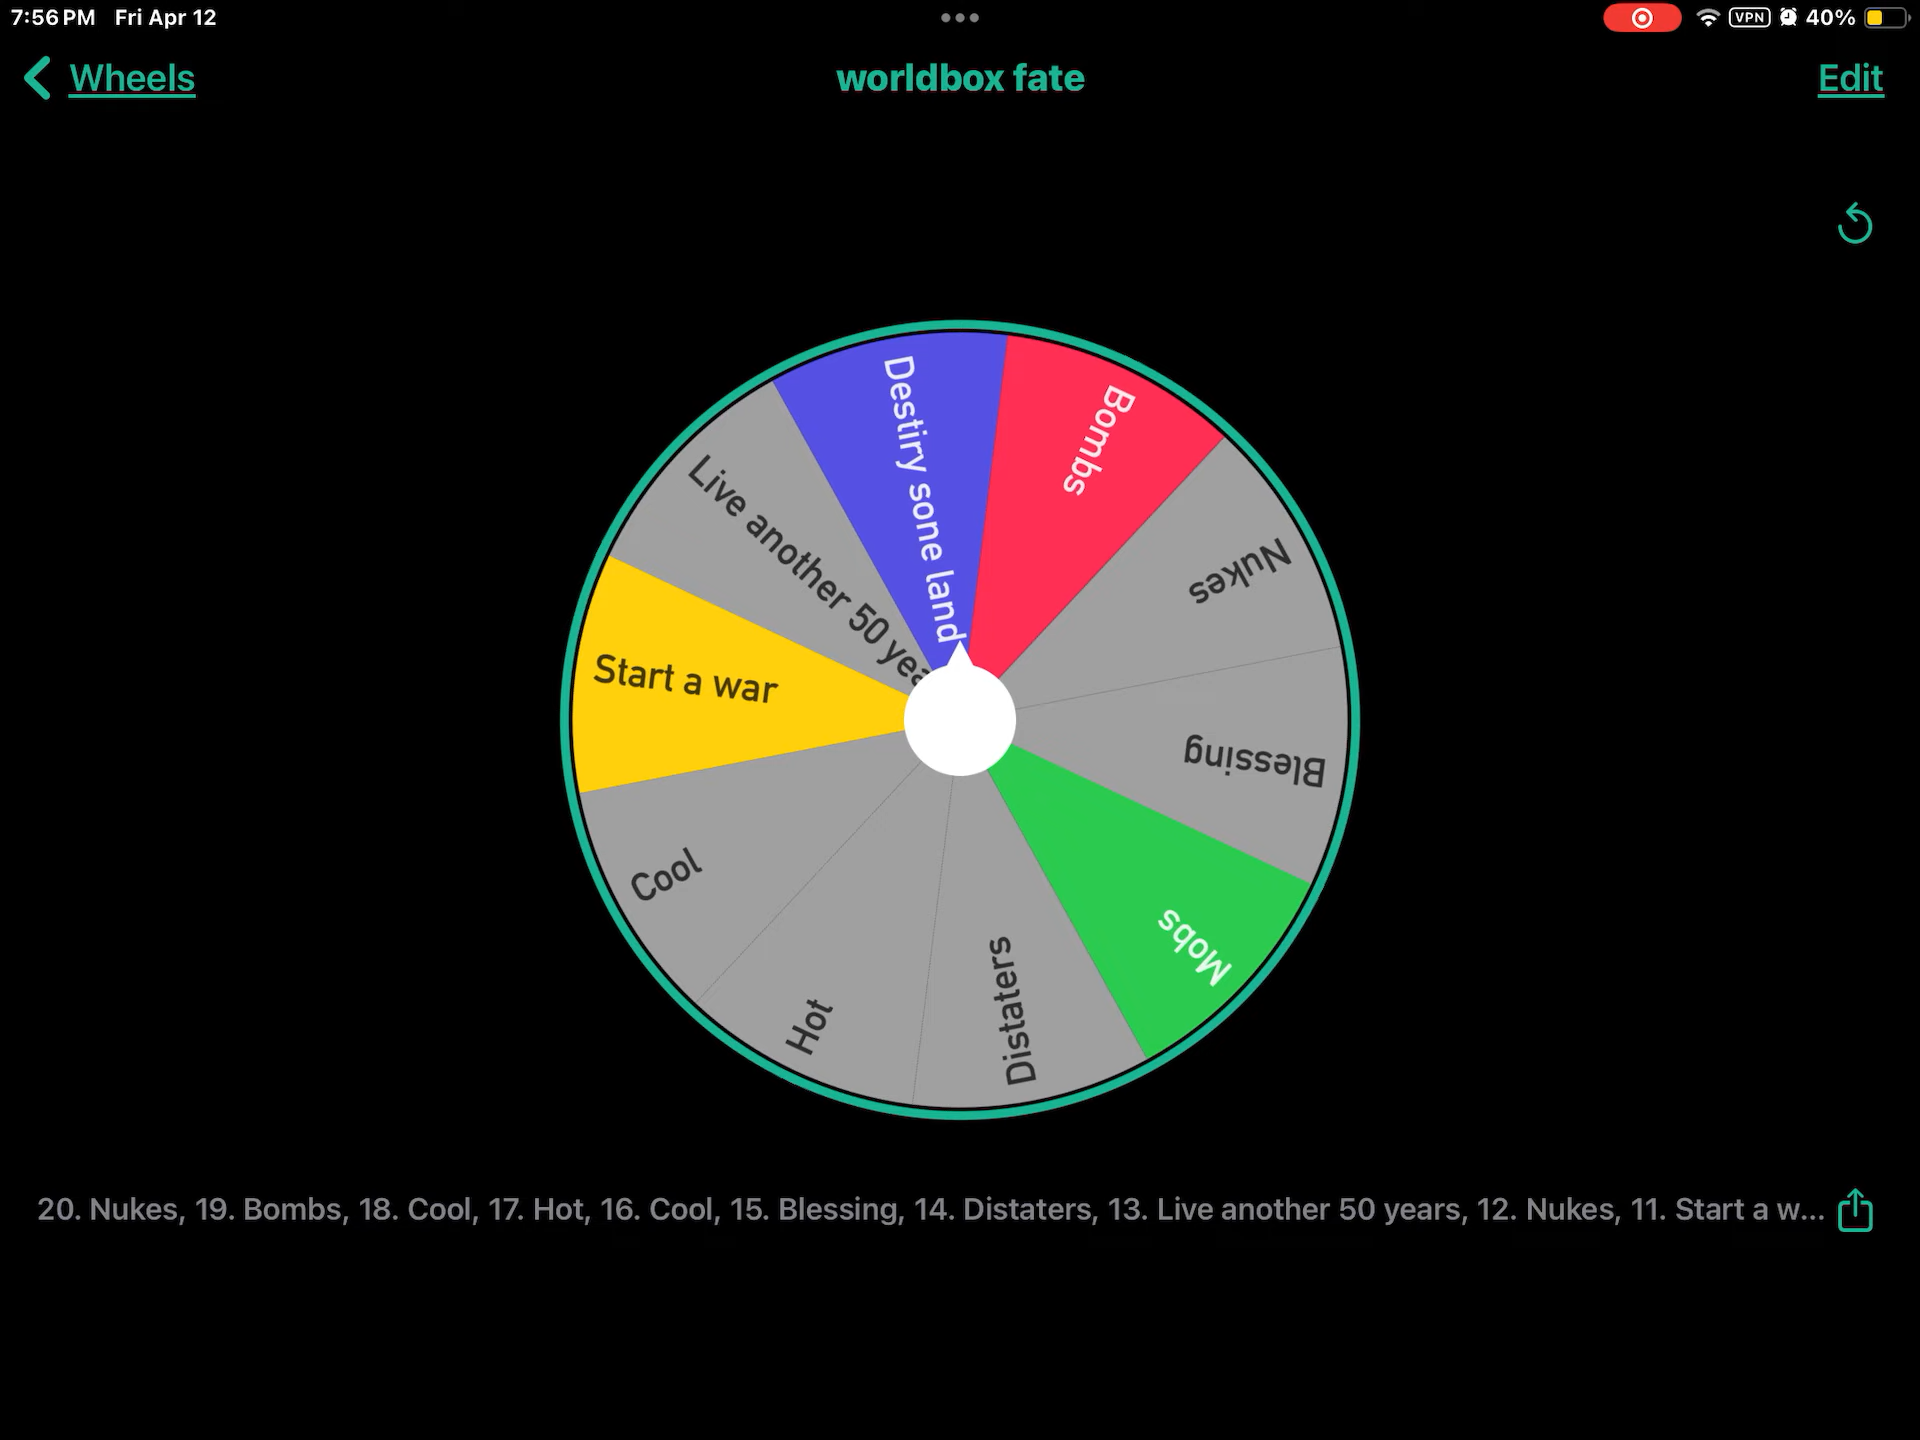 7:56 PM Fri Apr 12
VPN 40%
Wheels
worldbox fate
Edit
Destiry sone land
Bombs
Nukes
Blessing
Mobs
Distaters
Hot
Cool
Start a war
Live another 50 yea
20. Nukes, 19. Bombs, 18. Cool, 17. Hot, 16. Cool, 15. Blessing, 14. Distaters, 13. Live another 50 years, 12. Nukes, 11. Start a w...